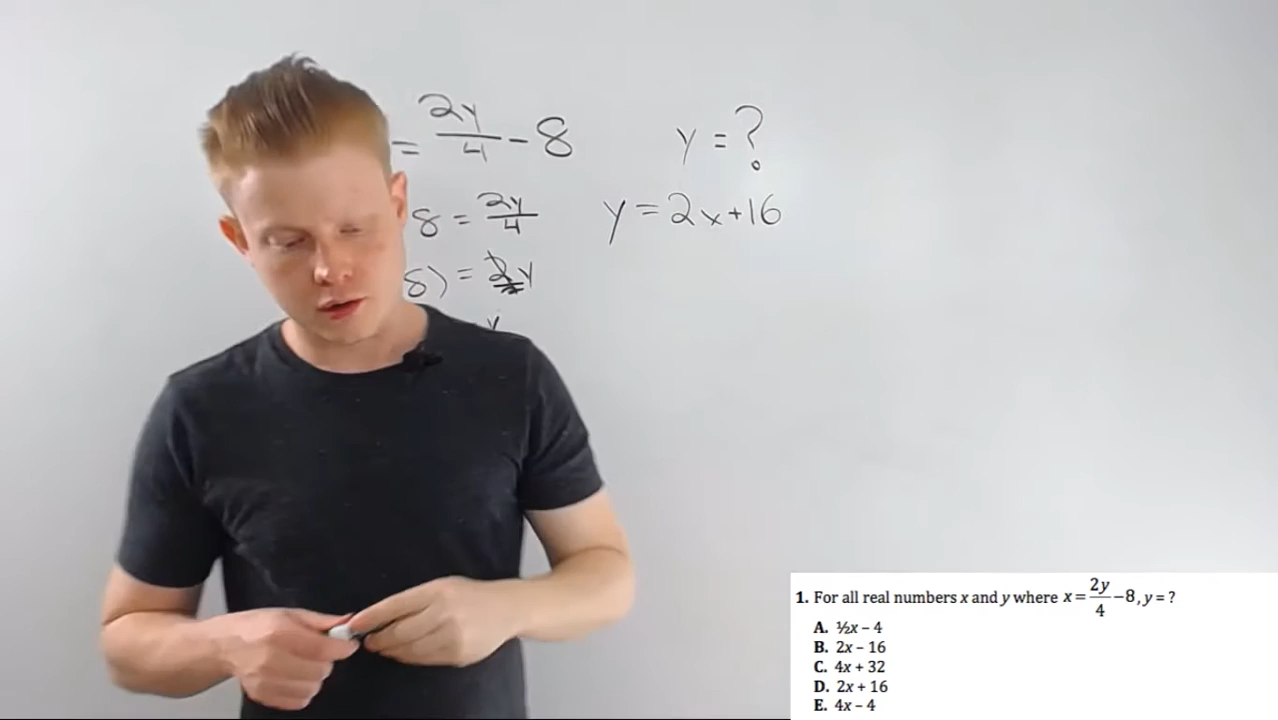 = 2y/4 - 8 y = ?
8 = 2y/4 y = 2x+16
8) = 2y
y
1. For all real numbers x and y where x = 2y/4 - 8, y = ?
A. ½x – 4
B. 2x – 16
C. 4x + 32
D. 2x + 16
E. 4x – 4